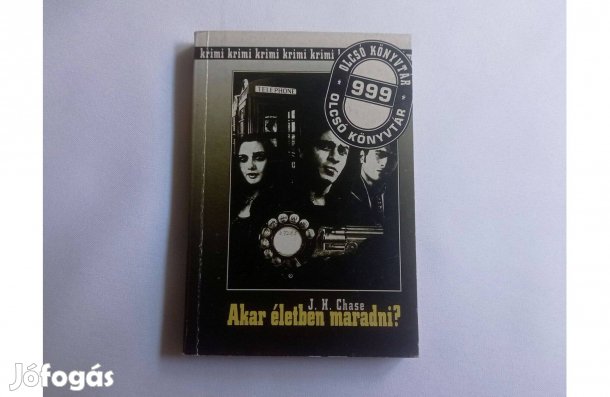 krimi krimi krimi krimi krimi
OLCSÓ KÖNYVTÁR
999
OLCSÓ KÖNYVTÁR
TELEPHONE
J. H. Chase
Akar életben maradni?
Jófogás